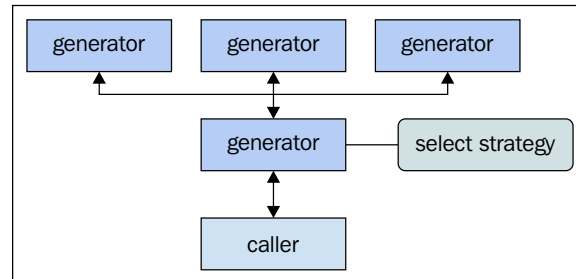 generator
generator
generator
generator
select strategy
caller